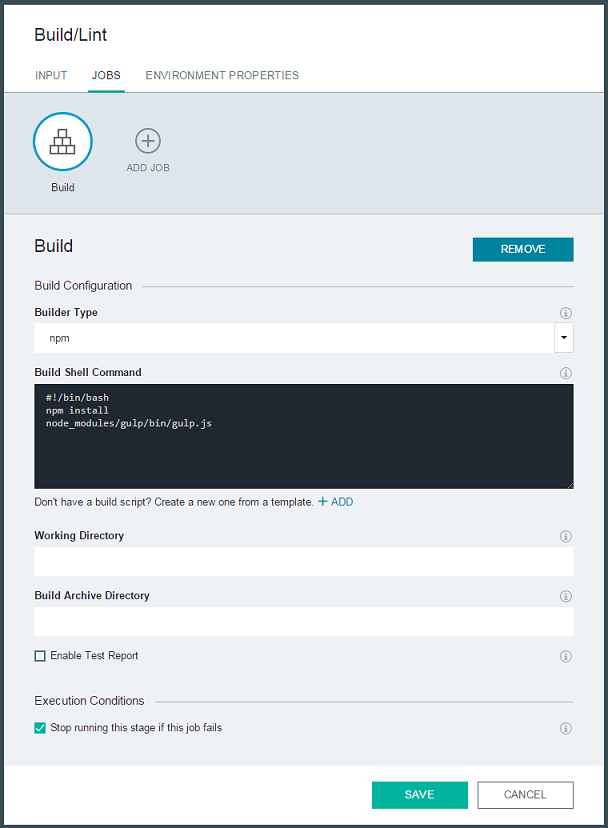 Build/Lint
INPUT JOBS ENVIRONMENT PROPERTIES
Build
ADD JOB
Build
REMOVE
Build Configuration
Builder Type
npm
Build Shell Command
#!/bin/bash
npm install
node_modules/gulp/bin/gulp.js
Don't have a build script? Create a new one from a template. + ADD
Working Directory
Build Archive Directory
Enable Test Report
Execution Conditions
Stop running this stage if this job fails
SAVE
CANCEL